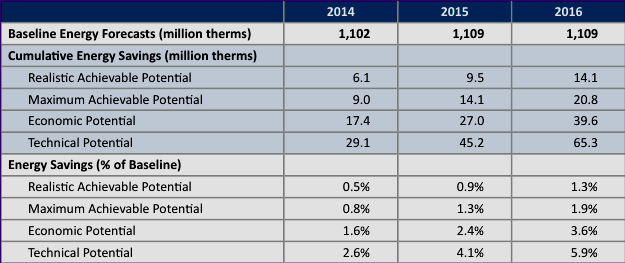 2014 2015 2016
Baseline Energy Forecasts (million therms) 1,102 1,109 1,109
Cumulative Energy Savings (million therms)
Realistic Achievable Potential 6.1 9.5 14.1
Maximum Achievable Potential 9.0 14.1 20.8
Economic Potential 17.4 27.0 39.6
Technical Potential 29.1 45.2 65.3
Energy Savings (% of Baseline)
Realistic Achievable Potential 0.5% 0.9% 1.3%
Maximum Achievable Potential 0.8% 1.3% 1.9%
Economic Potential 1.6% 2.4% 3.6%
Technical Potential 2.6% 4.1% 5.9%